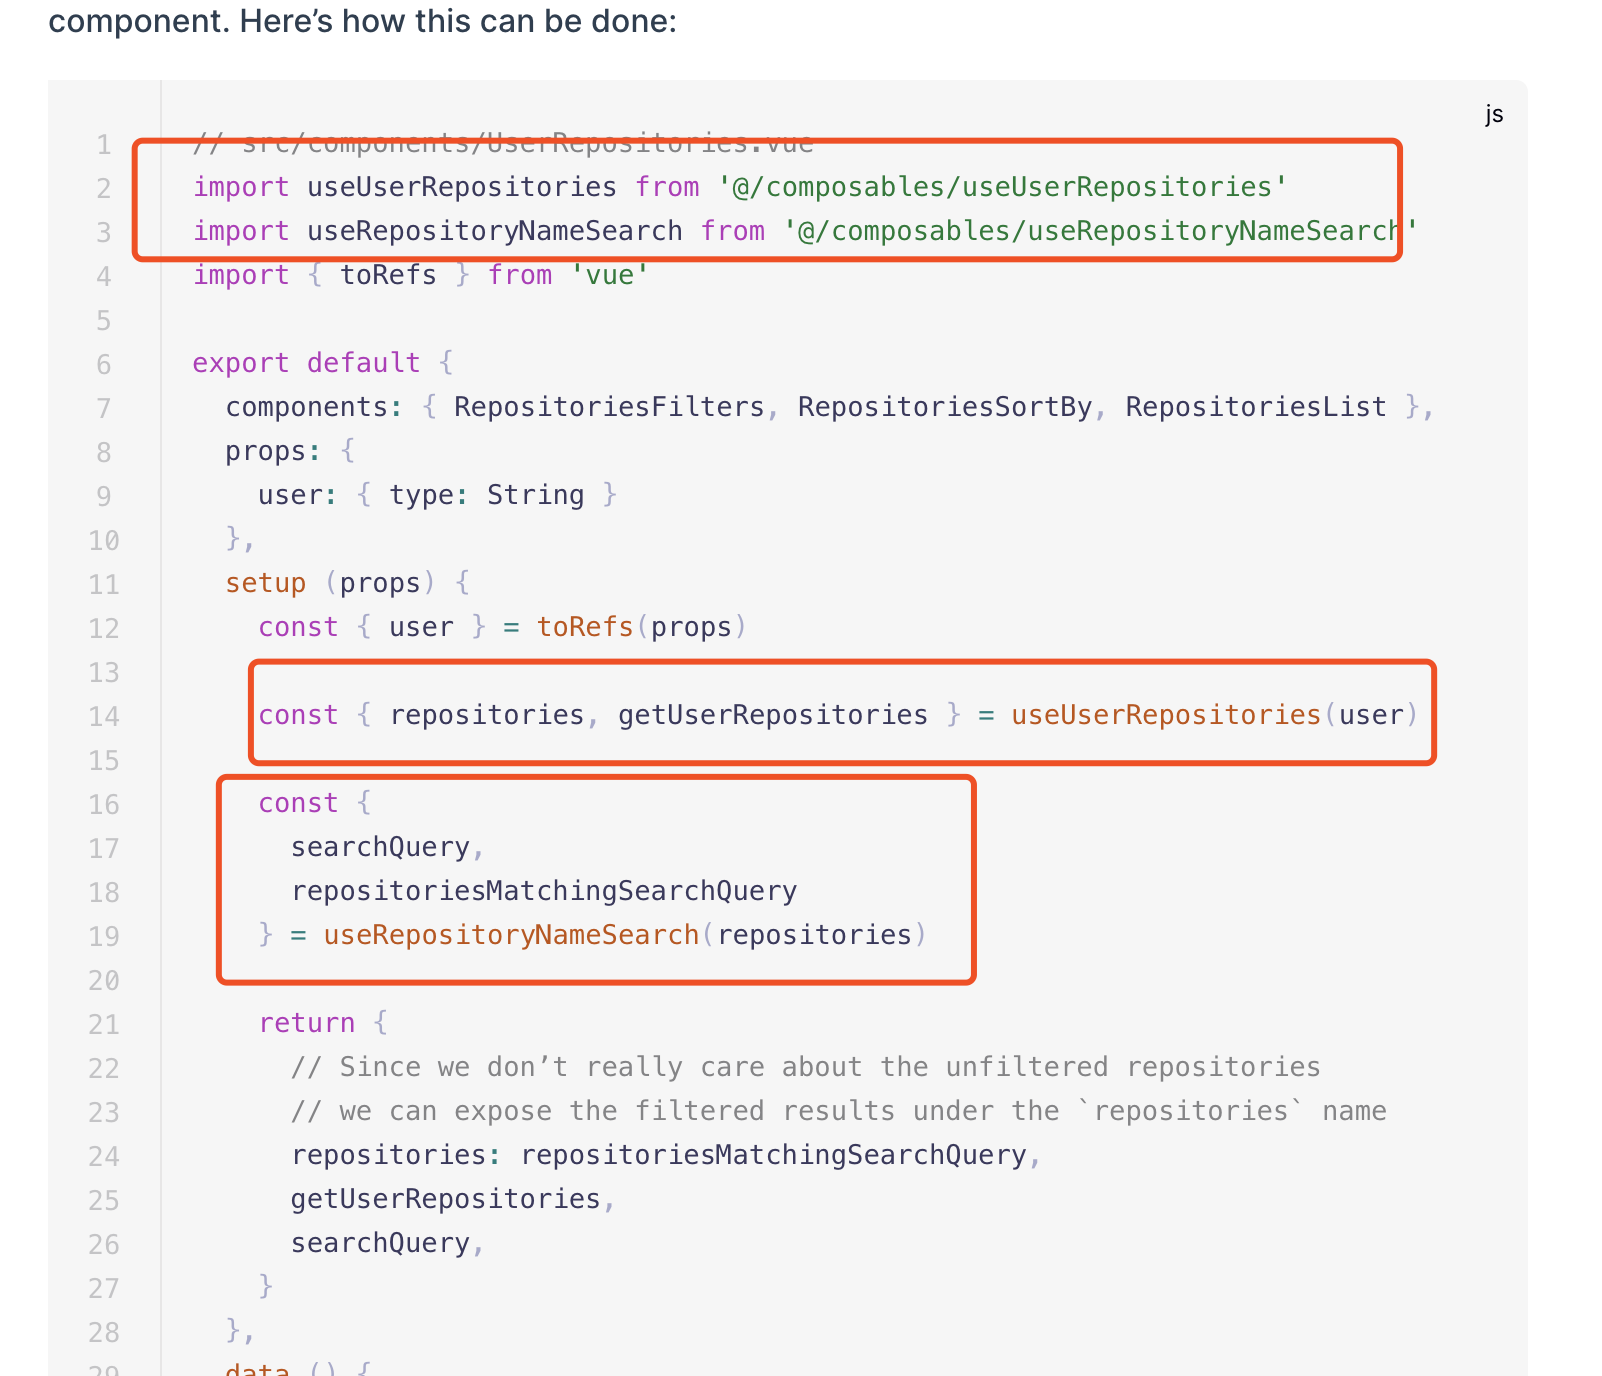 component. Here’s how this can be done:
js
1 // src/components/UserRepositories.vue
2 import useUserRepositories from '@/composables/useUserRepositories'
3 import useRepositoryNameSearch from '@/composables/useRepositoryNameSearch'
4 import { toRefs } from 'vue'
5
6 export default {
7   components: { RepositoriesFilters, RepositoriesSortBy, RepositoriesList },
8   props: {
9     user: { type: String }
10   },
11   setup (props) {
12     const { user } = toRefs(props)
13
14     const { repositories, getUserRepositories } = useUserRepositories(user)
15
16     const {
17       searchQuery,
18       repositoriesMatchingSearchQuery
19     } = useRepositoryNameSearch(repositories)
20
21     return {
22       // Since we don’t really care about the unfiltered repositories
23       // we can expose the filtered results under the `repositories` name
24       repositories: repositoriesMatchingSearchQuery,
25       getUserRepositories,
26       searchQuery,
27     }
28   },
29   data () {